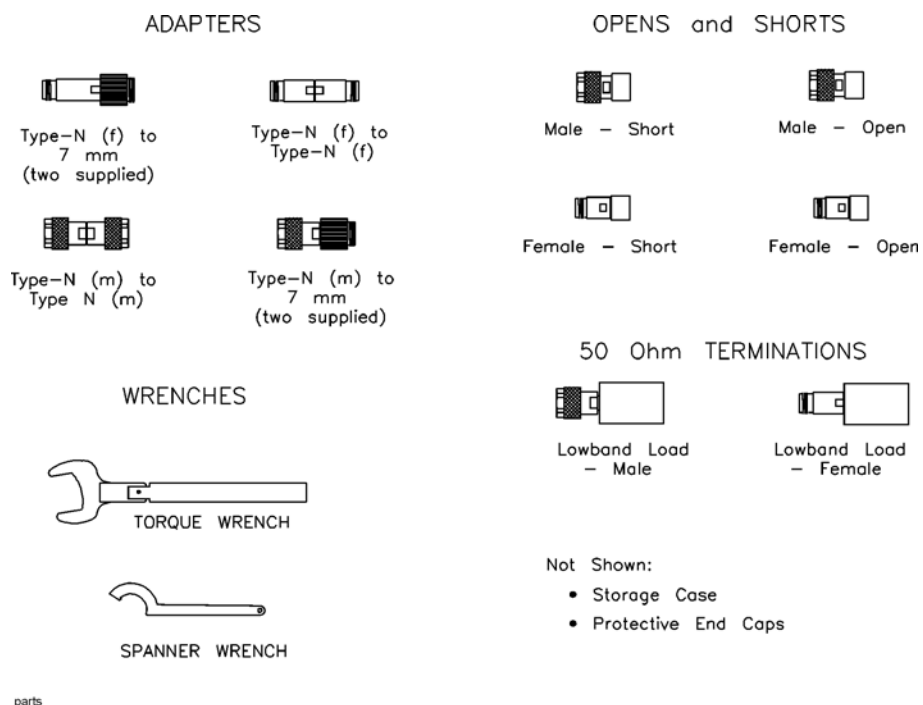 ADAPTERS
Type-N (f) to
7 mm
(two supplied)
Type-N (f) to
Type-N (f)
Type-N (m) to
Type N (m)
Type-N (m) to
7 mm
(two supplied)
WRENCHES
TORQUE WRENCH
SPANNER WRENCH
OPENS and SHORTS
Male - Short
Male - Open
Female - Short
Female - Open
50 Ohm TERMINATIONS
Lowband Load
- Male
Lowband Load
- Female
Not Shown:
• Storage Case
• Protective End Caps
parts